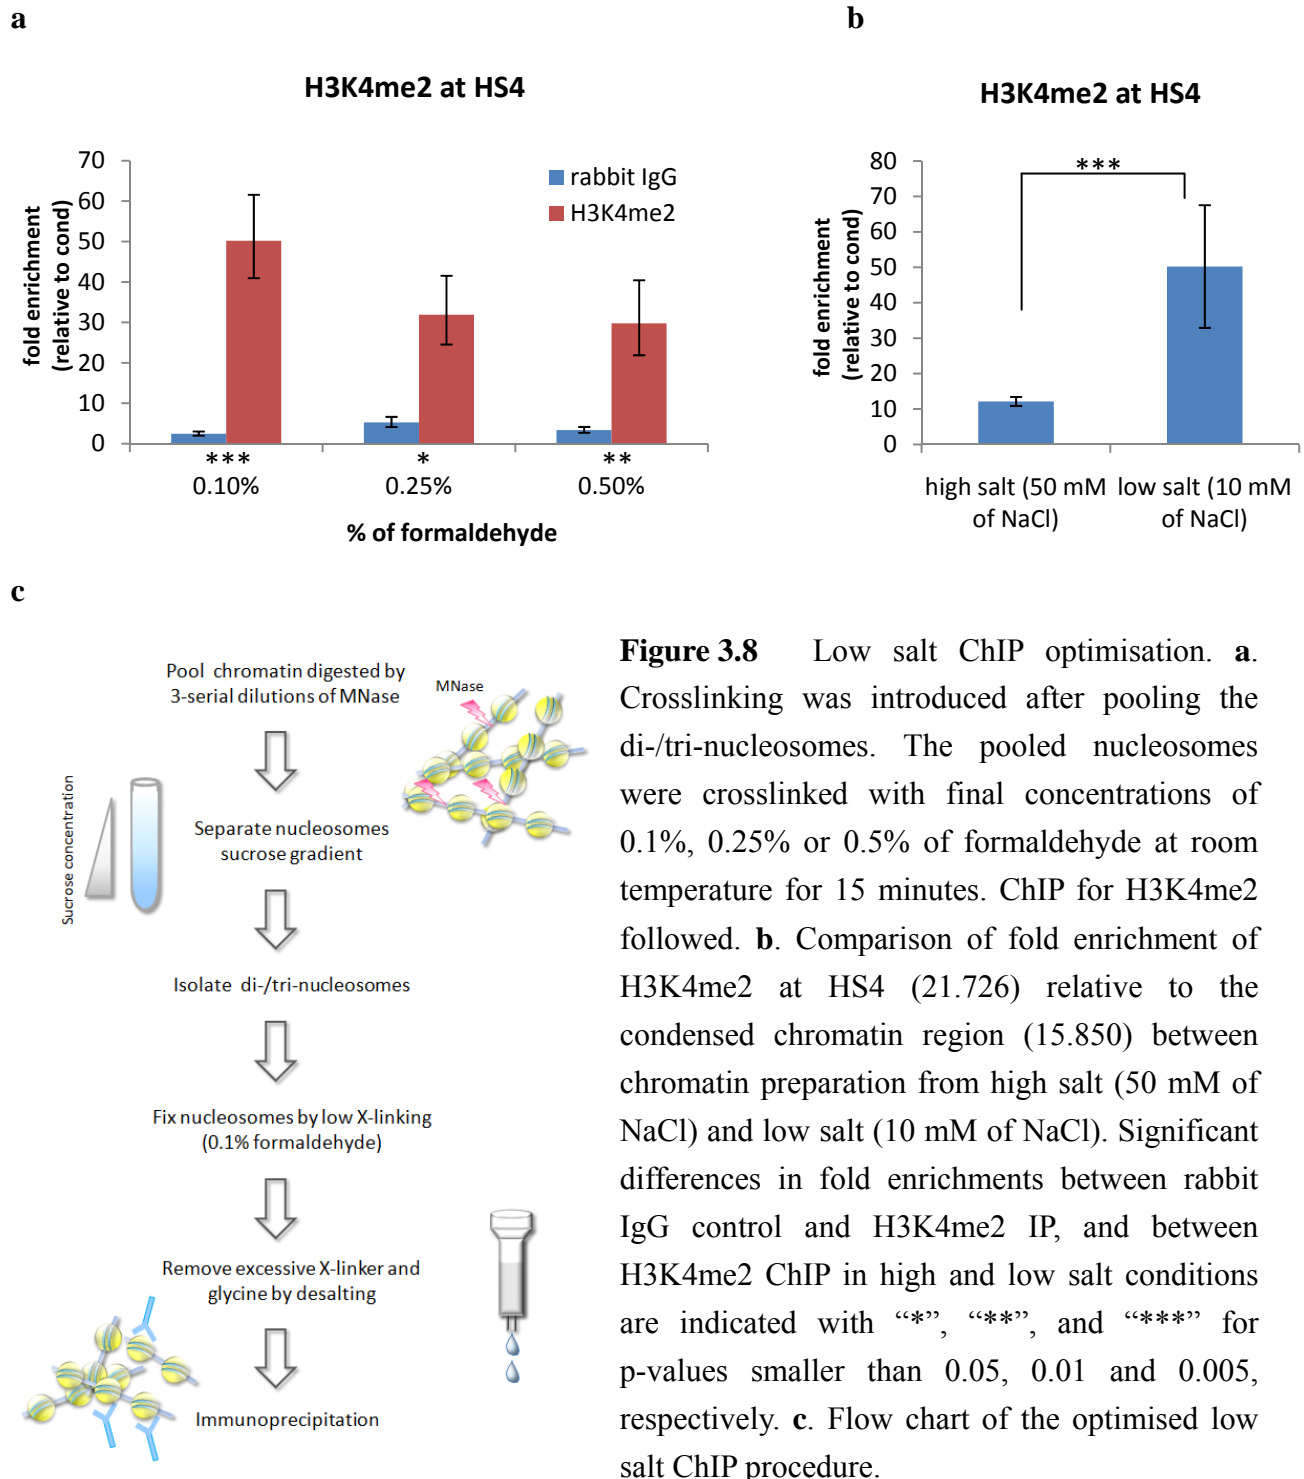 a
b
H3K4me2 at HS4
fold enrichment
(relative to cond)
70
60
50
40
30
20
10
0
rabbit IgG
H3K4me2
*** * **
0.10% 0.25% 0.50%
% of formaldehyde
H3K4me2 at HS4
fold enrichment
(relative to cond)
80
70
60
50
40
30
20
10
0
***
high salt (50 mM low salt (10 mM
of NaCl) of NaCl)
c
Pool chromatin digested by
3-serial dilutions of MNase
MNase
Sucrose concentration
Separate nucleosomes
sucrose gradient
Isolate di-/tri-nucleosomes
Fix nucleosomes by low X-linking
(0.1% formaldehyde)
Remove excessive X-linker and
glycine by desalting
Immunoprecipitation
Figure 3.8 Low salt ChIP optimisation. a.
Crosslinking was introduced after pooling the
di-/tri-nucleosomes. The pooled nucleosomes
were crosslinked with final concentrations of
0.1%, 0.25% or 0.5% of formaldehyde at room
temperature for 15 minutes. ChIP for H3K4me2
followed. b. Comparison of fold enrichment of
H3K4me2 at HS4 (21.726) relative to the
condensed chromatin region (15.850) between
chromatin preparation from high salt (50 mM of
NaCl) and low salt (10 mM of NaCl). Significant
differences in fold enrichments between rabbit
IgG control and H3K4me2 IP, and between
H3K4me2 ChIP in high and low salt conditions
are indicated with “*”, “**”, and “***” for
p-values smaller than 0.05, 0.01 and 0.005,
respectively. c. Flow chart of the optimised low
salt ChIP procedure.